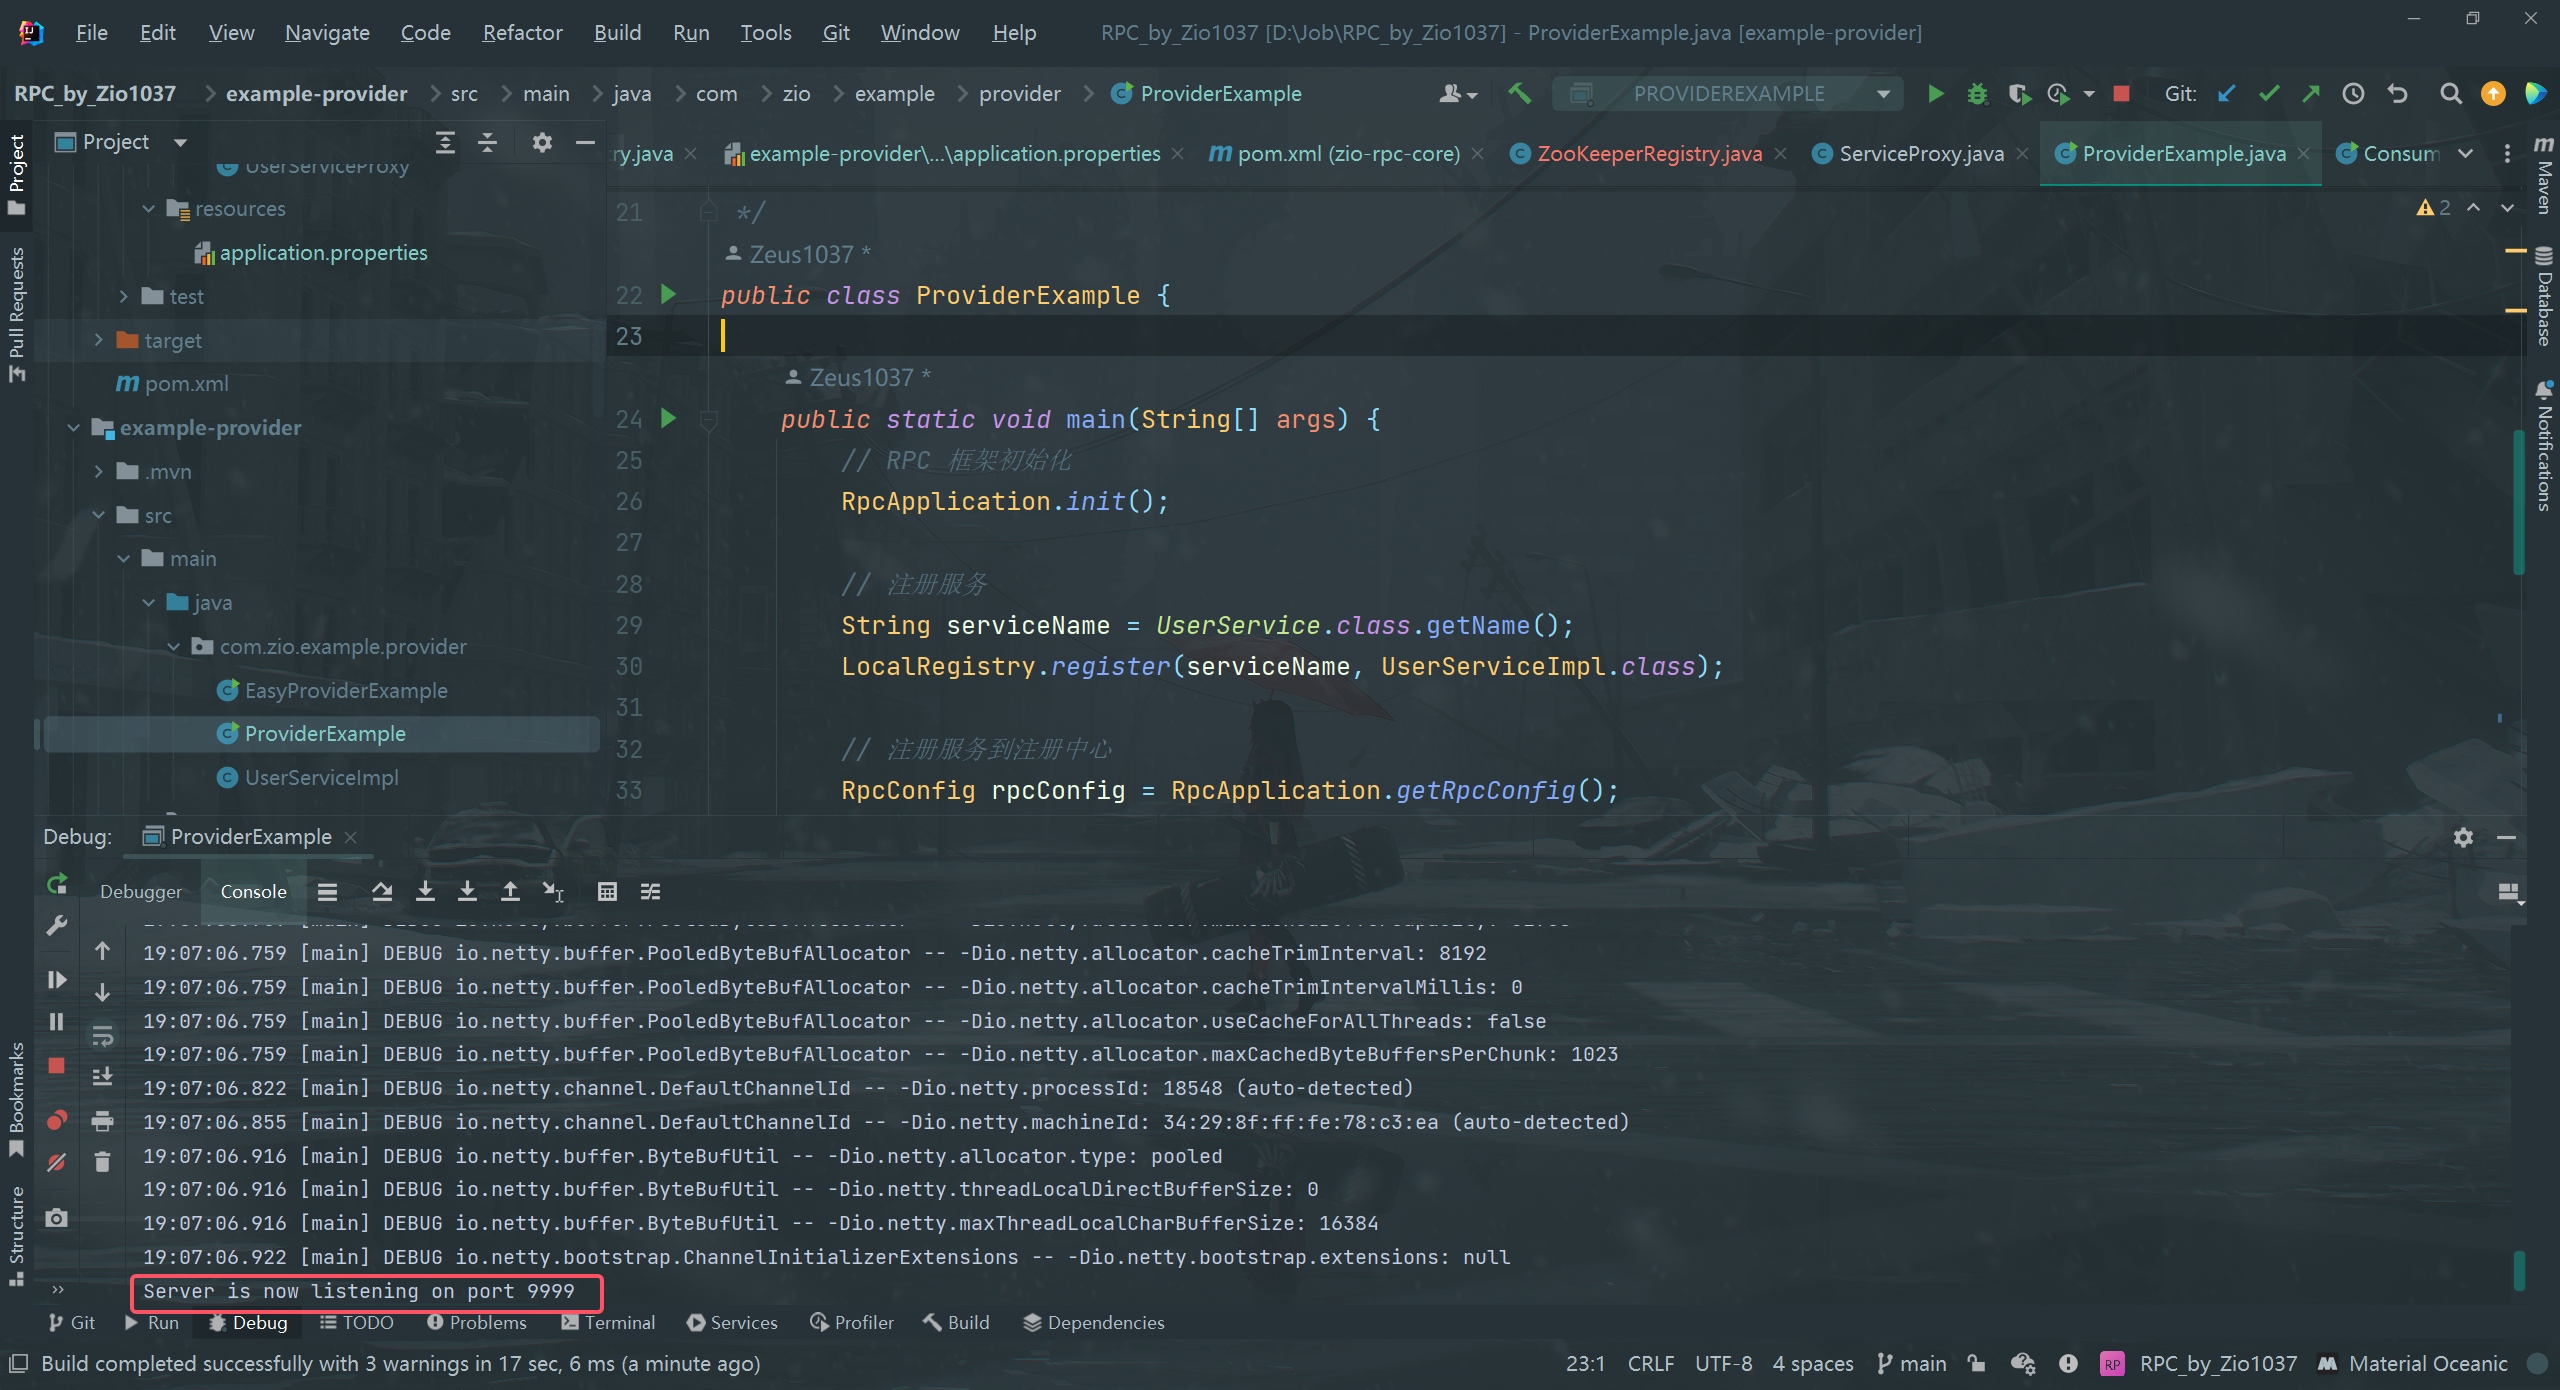 File Edit View Navigate Code Refactor Build Run Tools Git Window Help RPC_by_Zio1037 [D:\Job\RPC_by_Zio1037] - ProviderExample.java [example-provider]
RPC_by_Zio1037 example-provider src main java com zio example provider ProviderExample PROVIDEREXAMPLE Git:
Project
ry.java example-provider\...\application.properties pom.xml (zio-rpc-core) ZooKeeperRegistry.java ServiceProxy.java ProviderExample.java Consum
Project
Pull Requests
Bookmarks
Structure
UserServiceProxy
resources
application.properties
test
target
pom.xml
example-provider
.mvn
src
main
java
com.zio.example.provider
EasyProviderExample
ProviderExample
UserServiceImpl
2
21 */
Zeus1037 *
22 public class ProviderExample {
23
Zeus1037 *
24 public static void main(String[] args) {
25 // RPC 框架初始化
26 RpcApplication.init();
27
28 // 注册服务
29 String serviceName = UserService.class.getName();
30 LocalRegistry.register(serviceName, UserServiceImpl.class);
31
32 // 注册服务到注册中心
33 RpcConfig rpcConfig = RpcApplication.getRpcConfig();
Maven
Database
Notifications
Debug: ProviderExample
Debugger Console
19:07:06.759 [main] DEBUG io.netty.buffer.PooledByteBufAllocator -- -Dio.netty.allocator.cacheTrimInterval: 8192
19:07:06.759 [main] DEBUG io.netty.buffer.PooledByteBufAllocator -- -Dio.netty.allocator.cacheTrimIntervalMillis: 0
19:07:06.759 [main] DEBUG io.netty.buffer.PooledByteBufAllocator -- -Dio.netty.allocator.useCacheForAllThreads: false
19:07:06.759 [main] DEBUG io.netty.buffer.PooledByteBufAllocator -- -Dio.netty.allocator.maxCachedByteBuffersPerChunk: 1023
19:07:06.822 [main] DEBUG io.netty.channel.DefaultChannelId -- -Dio.netty.processId: 18548 (auto-detected)
19:07:06.855 [main] DEBUG io.netty.channel.DefaultChannelId -- -Dio.netty.machineId: 34:29:8f:ff:fe:78:c3:ea (auto-detected)
19:07:06.916 [main] DEBUG io.netty.buffer.ByteBufUtil -- -Dio.netty.allocator.type: pooled
19:07:06.916 [main] DEBUG io.netty.buffer.ByteBufUtil -- -Dio.netty.threadLocalDirectBufferSize: 0
19:07:06.916 [main] DEBUG io.netty.buffer.ByteBufUtil -- -Dio.netty.maxThreadLocalCharBufferSize: 16384
19:07:06.922 [main] DEBUG io.netty.bootstrap.ChannelInitializerExtensions -- -Dio.netty.bootstrap.extensions: null
Server is now listening on port 9999
Git Run Debug TODO Problems Terminal Services Profiler Build Dependencies
Build completed successfully with 3 warnings in 17 sec, 6 ms (a minute ago) 23:1 CRLF UTF-8 4 spaces main RP RPC_by_Zio1037 Material Oceanic